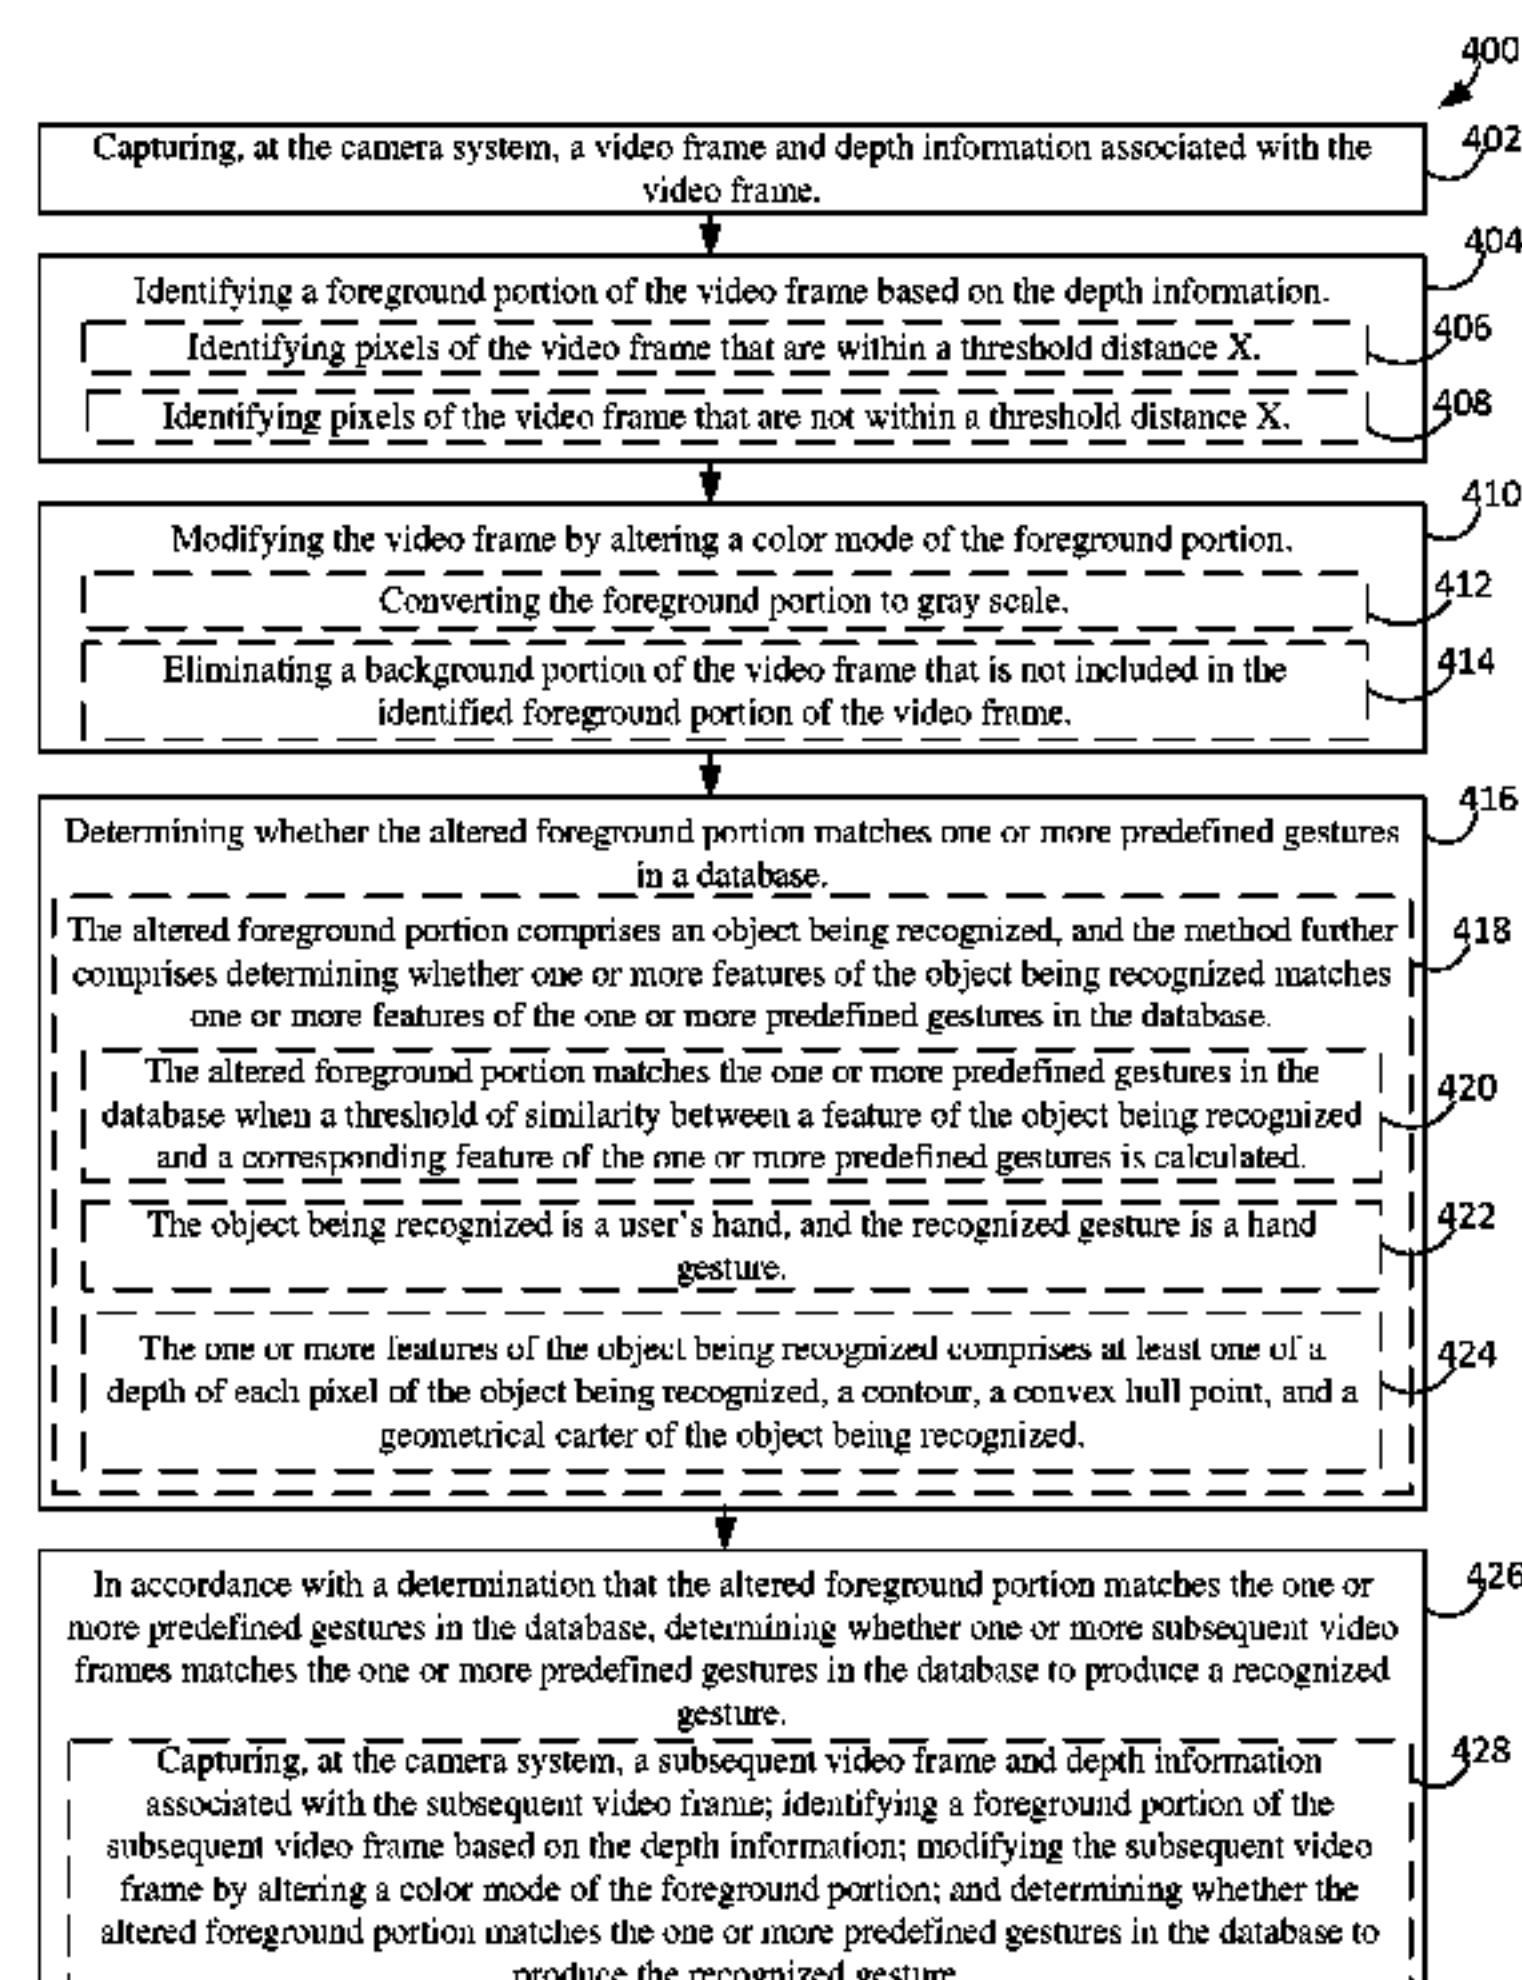 400
Capturing, at the camera system, a video frame and depth information associated with the
video frame.
402
404
Identifying a foreground portion of the video frame based on the depth information.
Identifying pixels of the video frame that are within a threshold distance X.
406
Identifying pixels of the video frame that are not within a threshold distance X.
408
410
Modifying the video frame by altering a color mode of the foreground portion.
Converting the foreground portion to gray scale.
412
Eliminating a background portion of the video frame that is not included in the
identified foreground portion of the video frame.
414
416
Determining whether the altered foreground portion matches one or more predefined gestures
in a database.
The altered foreground portion comprises an object being recognized, and the method further
comprises determining whether one or more features of the object being recognized matches
one or more features of the one or more predefined gestures in the database.
418
The altered foreground portion matches the one or more predefined gestures in the
database when a threshold of similarity between a feature of the object being recognized
and a corresponding feature of the one or more predefined gestures is calculated.
420
The object being recognized is a user's hand, and the recognized gesture is a hand
gesture.
422
The one or more features of the object being recognized comprises at least one of a
depth of each pixel of the object being recognized, a contour, a convex hull point, and a
geometrical carter of the object being recognized.
424
426
In accordance with a determination that the altered foreground portion matches the one or
more predefined gestures in the database, determining whether one or more subsequent video
frames matches the one or more predefined gestures in the database to produce a recognized
gesture.
Capturing, at the camera system, a subsequent video frame and depth information
associated with the subsequent video frame; identifying a foreground portion of the
subsequent video frame based on the depth information; modifying the subsequent video
frame by altering a color mode of the foreground portion; and determining whether the
altered foreground portion matches the one or more predefined gestures in the database to
produce the recognized gesture
428